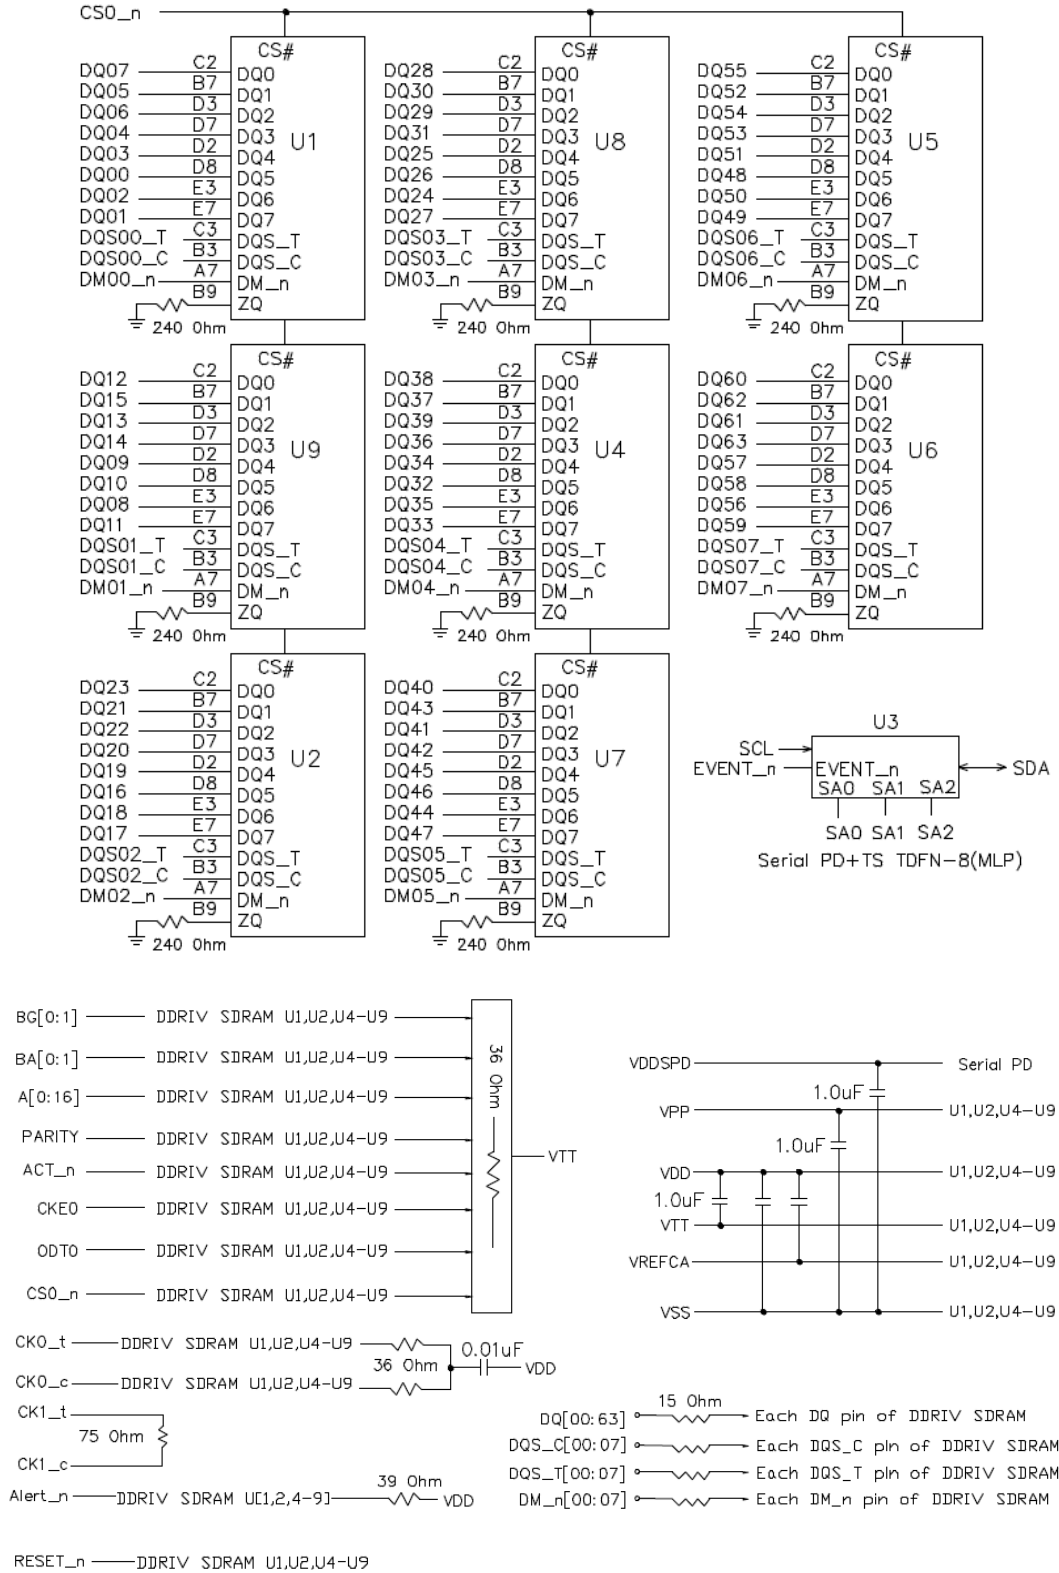 CS0_n
CS#
DQ07 C2 DQ0
DQ05 B7 DQ1
DQ06 D3 DQ2
DQ04 D7 DQ3
DQ03 D2 DQ4
DQ00 D8 DQ5
DQ02 E3 DQ6
DQ01 E7 DQ7
DQS00_T C3 DQS_T
DQS00_C B3 DQS_C
DM00_n A7 DM_n
B9 ZQ
240 Ohm
U1
CS#
DQ28 C2 DQ0
DQ30 B7 DQ1
DQ29 D3 DQ2
DQ31 D7 DQ3
DQ25 D2 DQ4
DQ26 D8 DQ5
DQ24 E3 DQ6
DQ27 E7 DQ7
DQS03_T C3 DQS_T
DQS03_C B3 DQS_C
DM03_n A7 DM_n
B9 ZQ
240 Ohm
U8
CS#
DQ55 C2 DQ0
DQ52 B7 DQ1
DQ54 D3 DQ2
DQ53 D7 DQ3
DQ51 D2 DQ4
DQ48 D8 DQ5
DQ50 E3 DQ6
DQ49 E7 DQ7
DQS06_T C3 DQS_T
DQS06_C B3 DQS_C
DM06_n A7 DM_n
B9 ZQ
240 Ohm
U5
CS#
DQ12 C2 DQ0
DQ15 B7 DQ1
DQ13 D3 DQ2
DQ14 D7 DQ3
DQ09 D2 DQ4
DQ10 D8 DQ5
DQ08 E3 DQ6
DQ11 E7 DQ7
DQS01_T C3 DQS_T
DQS01_C B3 DQS_C
DM01_n A7 DM_n
B9 ZQ
240 Ohm
U9
CS#
DQ38 C2 DQ0
DQ37 B7 DQ1
DQ39 D3 DQ2
DQ36 D7 DQ3
DQ34 D2 DQ4
DQ32 D8 DQ5
DQ35 E3 DQ6
DQ33 E7 DQ7
DQS04_T C3 DQS_T
DQS04_C B3 DQS_C
DM04_n A7 DM_n
B9 ZQ
240 Ohm
U4
CS#
DQ60 C2 DQ0
DQ62 B7 DQ1
DQ61 D3 DQ2
DQ63 D7 DQ3
DQ57 D2 DQ4
DQ58 D8 DQ5
DQ56 E3 DQ6
DQ59 E7 DQ7
DQS07_T C3 DQS_T
DQS07_C B3 DQS_C
DM07_n A7 DM_n
B9 ZQ
240 Ohm
U6
CS#
DQ23 C2 DQ0
DQ21 B7 DQ1
DQ22 D3 DQ2
DQ20 D7 DQ3
DQ19 D2 DQ4
DQ16 D8 DQ5
DQ18 E3 DQ6
DQ17 E7 DQ7
DQS02_T C3 DQS_T
DQS02_C B3 DQS_C
DM02_n A7 DM_n
B9 ZQ
240 Ohm
U2
CS#
DQ40 C2 DQ0
DQ43 B7 DQ1
DQ41 D3 DQ2
DQ42 D7 DQ3
DQ45 D2 DQ4
DQ46 D8 DQ5
DQ44 E3 DQ6
DQ47 E7 DQ7
DQS05_T C3 DQS_T
DQS05_C B3 DQS_C
DM05_n A7 DM_n
B9 ZQ
240 Ohm
U7
U3
SCL
EVENT_n EVENT_n SDA
SA0 SA1 SA2
SA0 SA1 SA2
Serial PD+TS TDFN-8(MLP)
BG[0:1] DDRIV SDRAM U1,U2,U4-U9
BA[0:1] DDRIV SDRAM U1,U2,U4-U9
A[0:16] DDRIV SDRAM U1,U2,U4-U9
PARITY DDRIV SDRAM U1,U2,U4-U9
ACT_n DDRIV SDRAM U1,U2,U4-U9
CKE0 DDRIV SDRAM U1,U2,U4-U9
ODT0 DDRIV SDRAM U1,U2,U4-U9
CS0_n DDRIV SDRAM U1,U2,U4-U9
36 Ohm
VTT
CK0_t DDRIV SDRAM U1,U2,U4-U9
36 Ohm 0.01uF VDD
CK0_c DDRIV SDRAM U1,U2,U4-U9
CK1_t
75 Ohm
CK1_c
39 Ohm
Alert_n DDRIV SDRAM U[1,2,4-9] VDD
RESET_n DDRIV SDRAM U1,U2,U4-U9
VDDSPD Serial PD
1.0uF
VPP U1,U2,U4-U9
1.0uF
VDD U1,U2,U4-U9
1.0uF
VTT U1,U2,U4-U9
VREFCA U1,U2,U4-U9
VSS U1,U2,U4-U9
15 Ohm
DQ[00:63] Each DQ pin of DDRIV SDRAM
DQS_C[00:07] Each DQS_C pin of DDRIV SDRAM
DQS_T[00:07] Each DQS_T pin of DDRIV SDRAM
DM_n[00:07] Each DM_n pin of DDRIV SDRAM